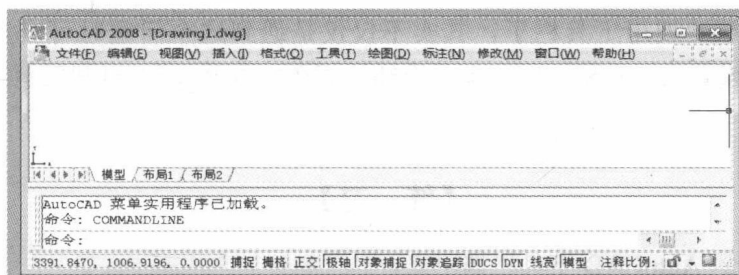 AutoCAD 2008 - [Drawing1.dwg]
文件(F) 编辑(E) 视图(V) 插入(I) 格式(O) 工具(T) 绘图(D) 标注(N) 修改(M) 窗口(W) 帮助(H)
模型 / 布局1 / 布局2 /
AutoCAD 菜单实用程序已加载。
命令: COMMANDLINE
命令:
3391.8470, 1006.9196, 0.0000 捕捉 栅格 正交 极轴 对象捕捉 对象追踪 DUCS DYN 线宽 模型 注释比例: